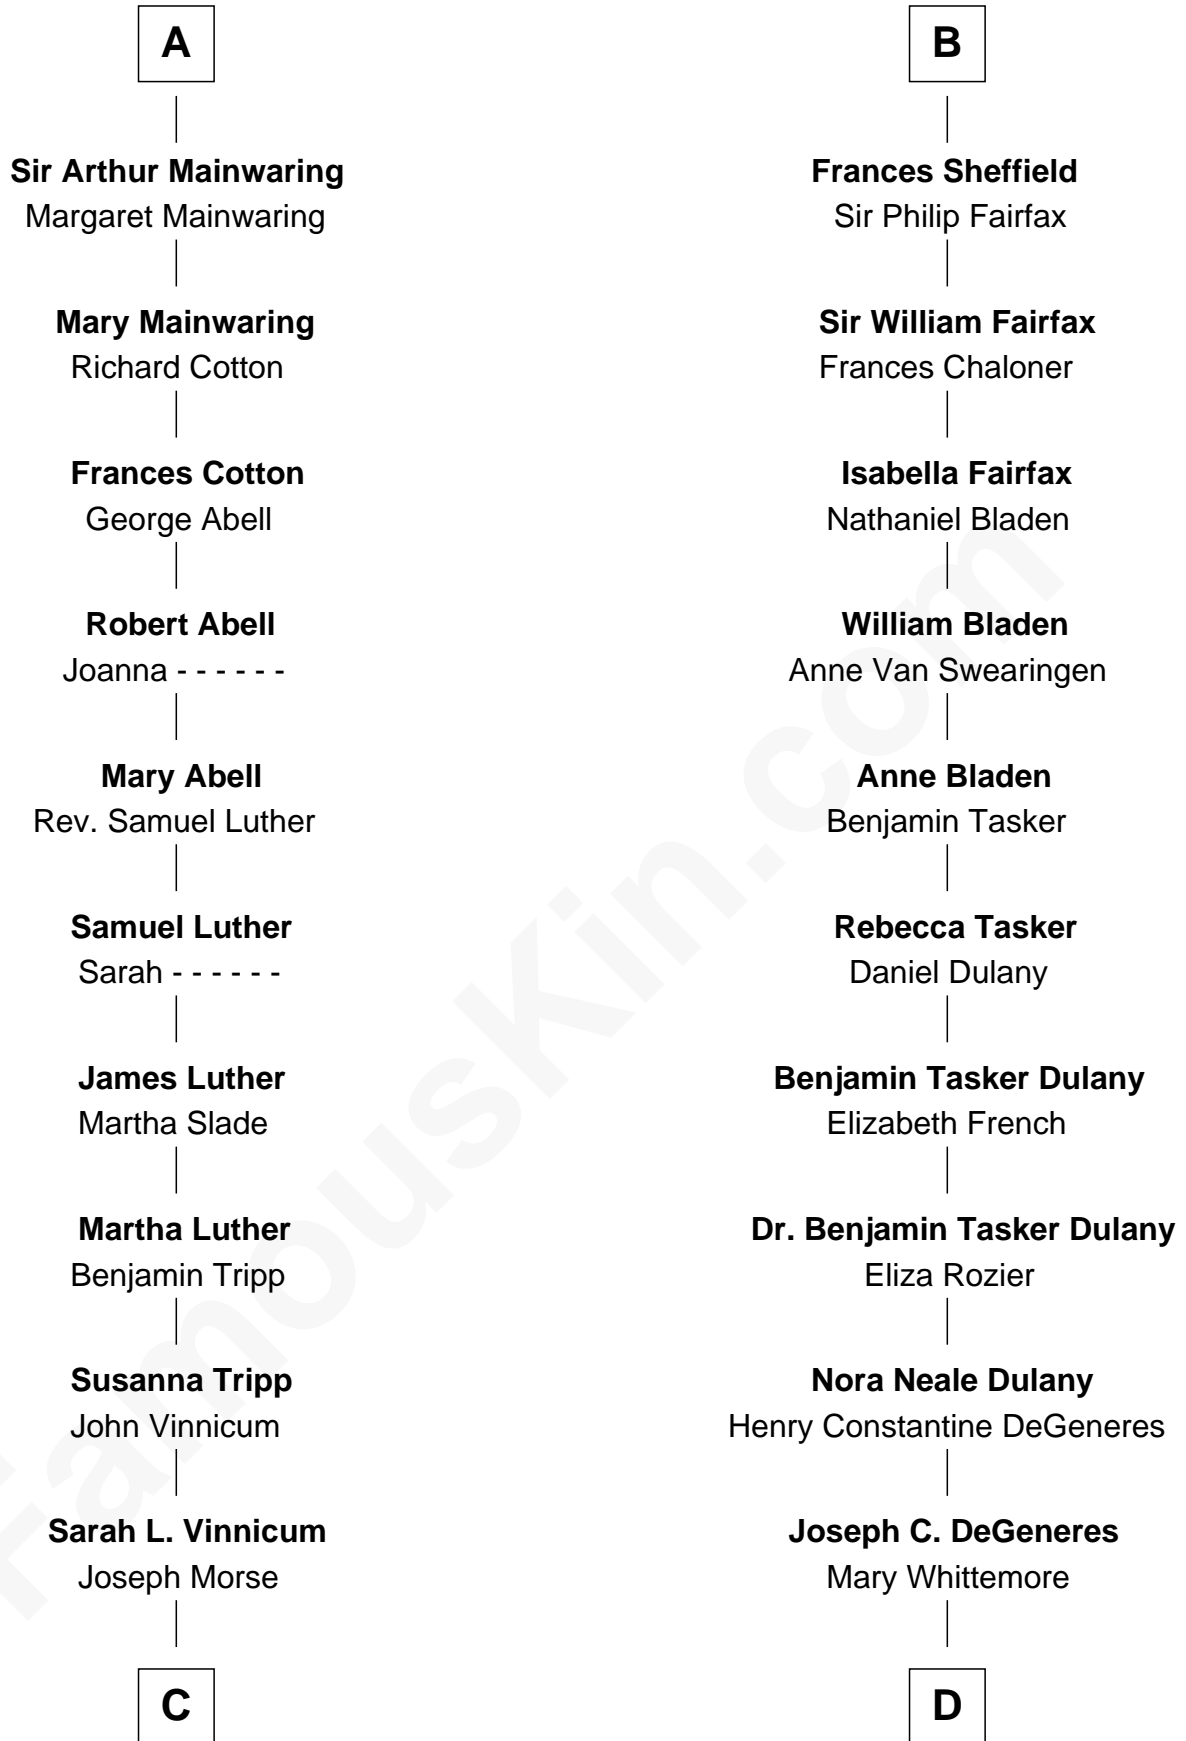 A
Sir Arthur Mainwaring
Margaret Mainwaring
Mary Mainwaring
Richard Cotton
Frances Cotton
George Abell
Robert Abell
Joanna - - - - - -
Mary Abell
Rev. Samuel Luther
Samuel Luther
Sarah - - - - - -
James Luther
Martha Slade
Martha Luther
Benjamin Tripp
Susanna Tripp
John Vinnicum
Sarah L. Vinnicum
Joseph Morse
C
B
Frances Sheffield
Sir Philip Fairfax
Sir William Fairfax
Frances Chaloner
Isabella Fairfax
Nathaniel Bladen
William Bladen
Anne Van Swearingen
Anne Bladen
Benjamin Tasker
Rebecca Tasker
Daniel Dulany
Benjamin Tasker Dulany
Elizabeth French
Dr. Benjamin Tasker Dulany
Eliza Rozier
Nora Neale Dulany
Henry Constantine DeGeneres
Joseph C. DeGeneres
Mary Whittemore
D
FamousKin.com